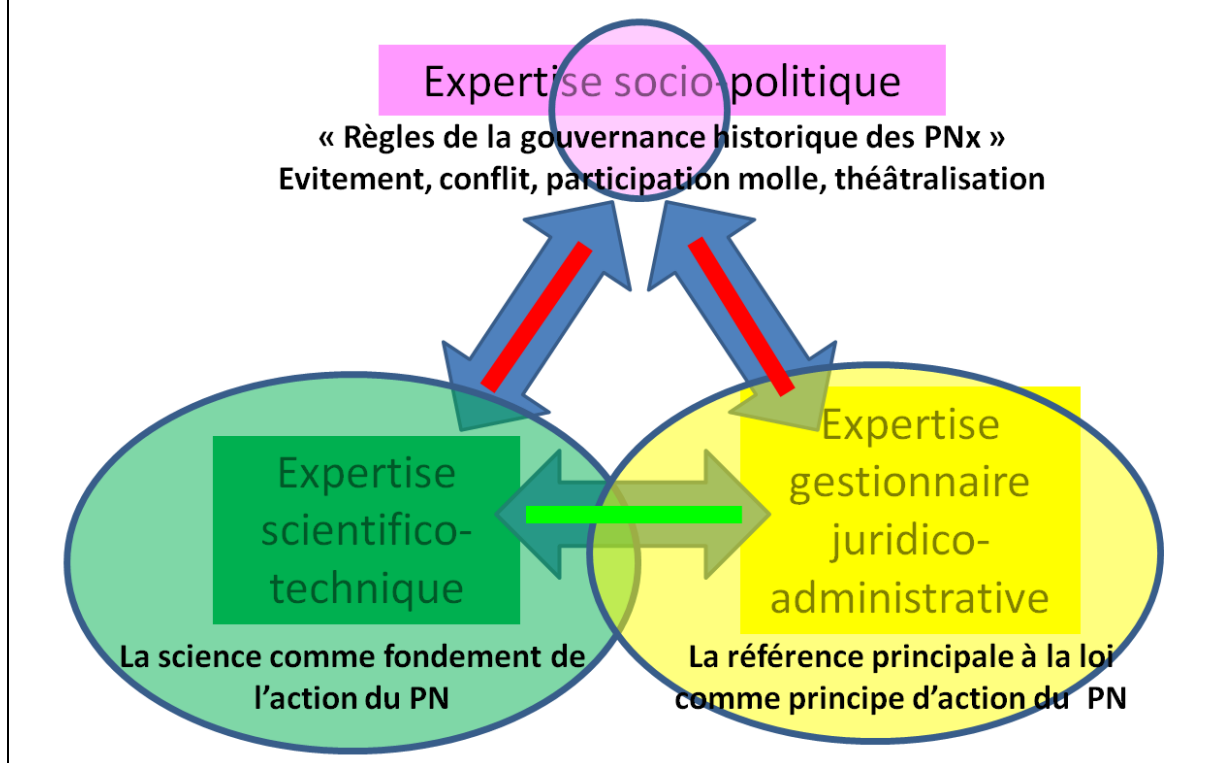 Expertise socio-politique
« Règles de la gouvernance historique des PNx »
Evitement, conflit, participation molle, théâtralisation
Expertise
scientifico-
technique
La science comme fondement de
l’action du PN
Expertise
gestionnaire
juridico-
administrative
La référence principale à la loi
comme principe d’action du PN